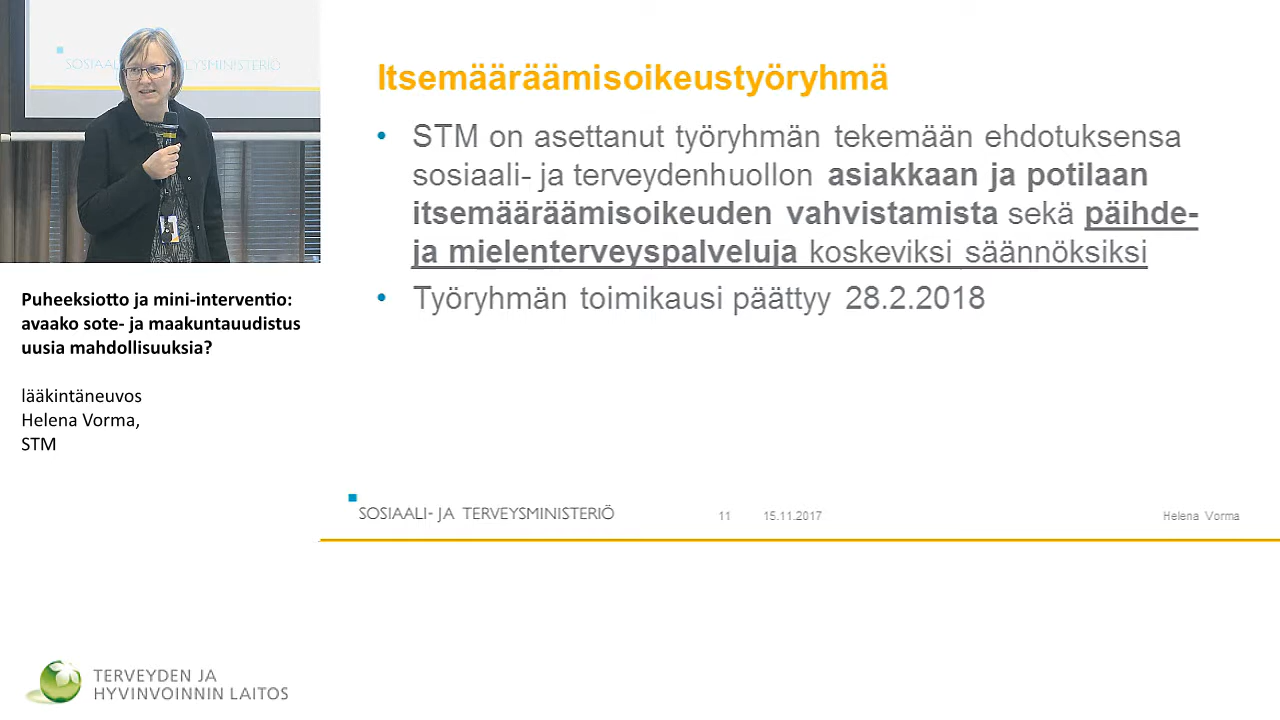 SOSIAALI- JA TERVEYSMINISTERIÖ
Puheeksiotto ja mini-interventio:
avaako sote- ja maakuntauudistus
uusia mahdollisuuksia?
lääkintäneuvos
Helena Vorma,
STM
TERVEYDEN JA
HYVINVOINNIN LAITOS
Itsemääräämisoikeustyöryhmä
• STM on asettanut työryhmän tekemään ehdotuksensa
sosiaali- ja terveydenhuollon asiakkaan ja potilaan
itsemääräämisoikeuden vahvistamista sekä päihde-
ja mielenterveyspalveluja koskeviksi säännöksiksi
• Työryhmän toimikausi päättyy 28.2.2018
SOSIAALI- JA TERVEYSMINISTERIÖ 11 15.11.2017 Helena Vorma